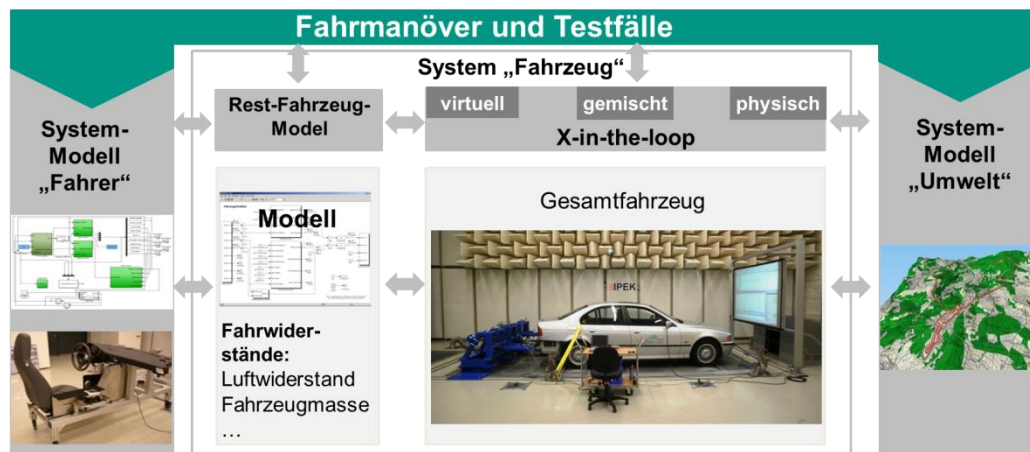 Fahrmanöver und Testfälle
System „Fahrzeug“
System-
Modell
„Fahrer“
Rest-Fahrzeug-
Model
virtuell
gemischt
physisch
X-in-the-loop
System-
Modell
„Umwelt“
Modell
Fahrwider-
stände:
Luftwiderstand
Fahrzeugmasse
…
Gesamtfahrzeug
IPEK